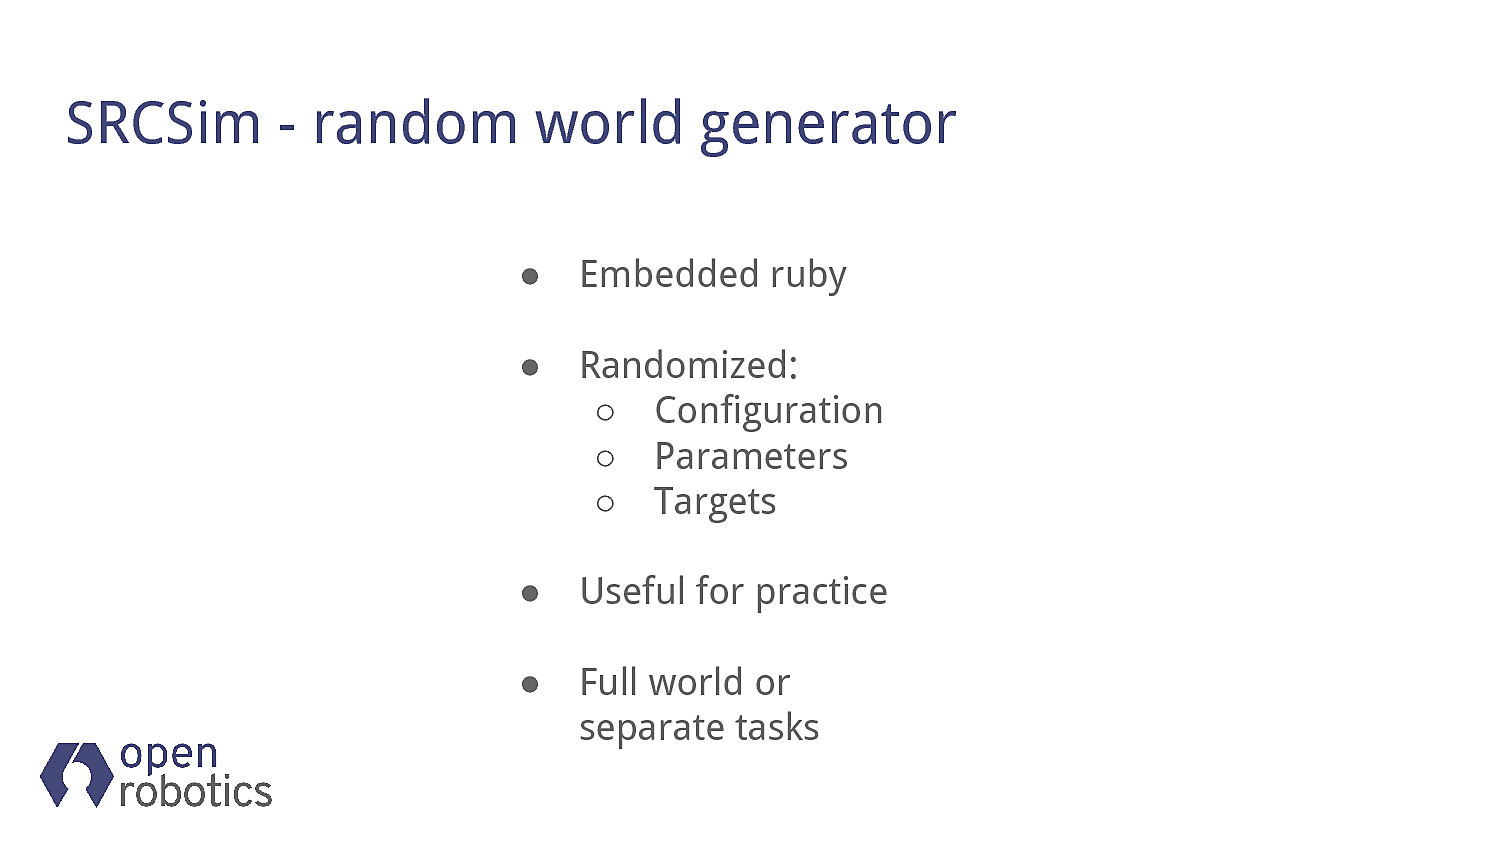 SRCSim - random world generator
● Embedded ruby
● Randomized:
○ Configuration
○ Parameters
○ Targets
● Useful for practice
● Full world or
separate tasks
open
robotics